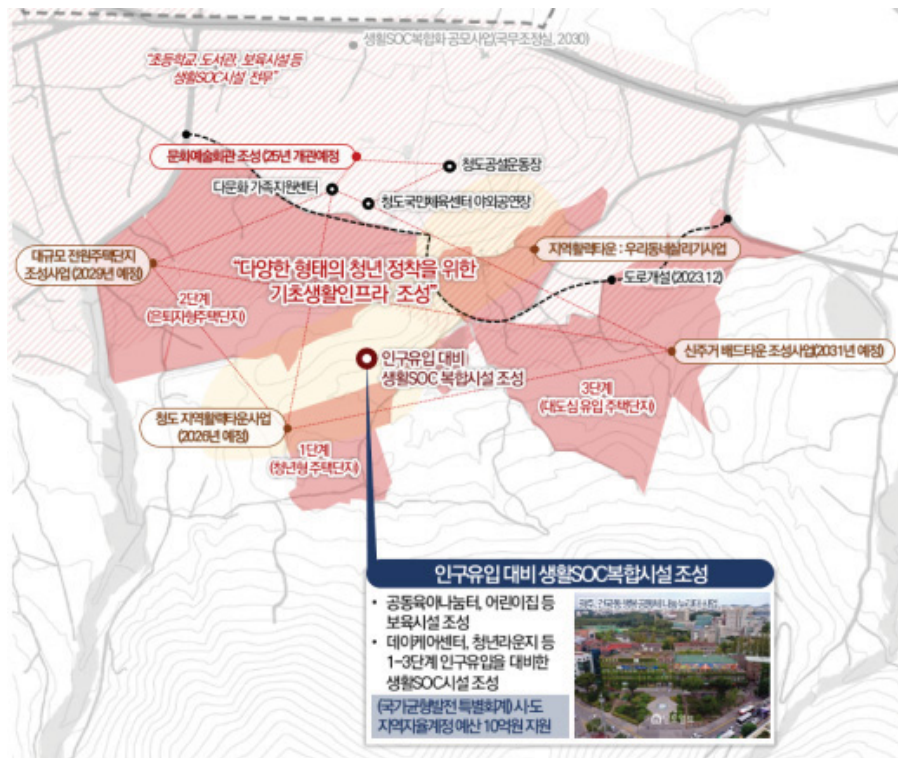 생활SOC복합화 공모사업(국무조정실, 2030)
"초등학교, 도서관, 보육시설 등
생활SOC시설 전무"
문화예술회관 조성 (25년 개관예정
청도공설운동장
다문화 가족지원센터
청도국민체육센터 야외공연장
대규모 전원주택단지
조성사업 (2029년 예정)
지역활력타운 : 우리동네살리기사업
"다양한 형태의 청년 정착을 위한
기초생활인프라 조성"
도로개설 (2023.12)
2단계
(은퇴자형주택단지)
신주거 배드타운 조성사업(2031년 예정)
인구유입 대비
생활SOC 복합시설 조성
3단계
(대도심 유입 주택단지)
청도 지역활력타운사업
(2026년 예정)
1단계
(청년형 주택단지)
인구유입 대비 생활SOC복합시설 조성
• 공동육아나눔터, 어린이집 등
보육시설 조성
• 데이케어센터, 청년라운지 등
1-3단계 인구유입을 대비한
생활SOC시설 조성
(국가균형발전 특별회계) 시·도
지역자율계정 예산 10억원 지원